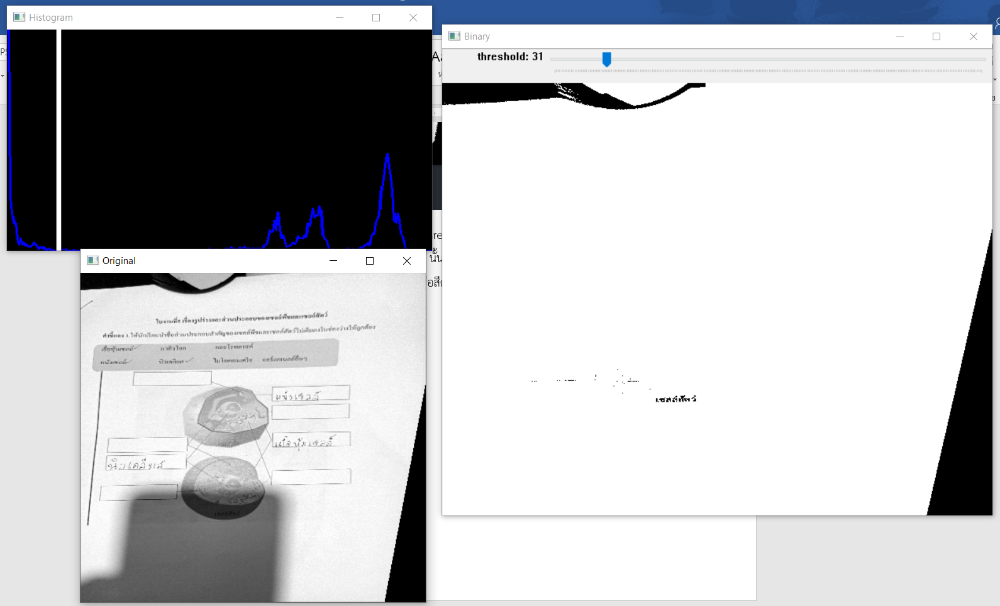 Histogram
Binary
threshold: 31
Original
ใบงานที่5 เรื่องรูปร่างและส่วนประกอบของเซลล์พืชและเซลล์สัตว์
คำชี้แจง 1.ให้นักเรียนนำชื่อส่วนประกอบสำคัญของเซลล์พืชและเซลล์สัตว์ไปเติมลงในช่องว่างให้ถูกต้อง
เยื่อหุ้มเซลล์ แวคิวโอล คลอโรพลาสต์
ผนังเซลล์ นิวเคลียส ไมโทคอนเดรีย ออร์แกเนลล์อื่นๆ
ผนังเซลล์
เยื่อหุ้มเซลล์
นิวเคลียส
เซลล์สัตว์
เซลล์สัตว์